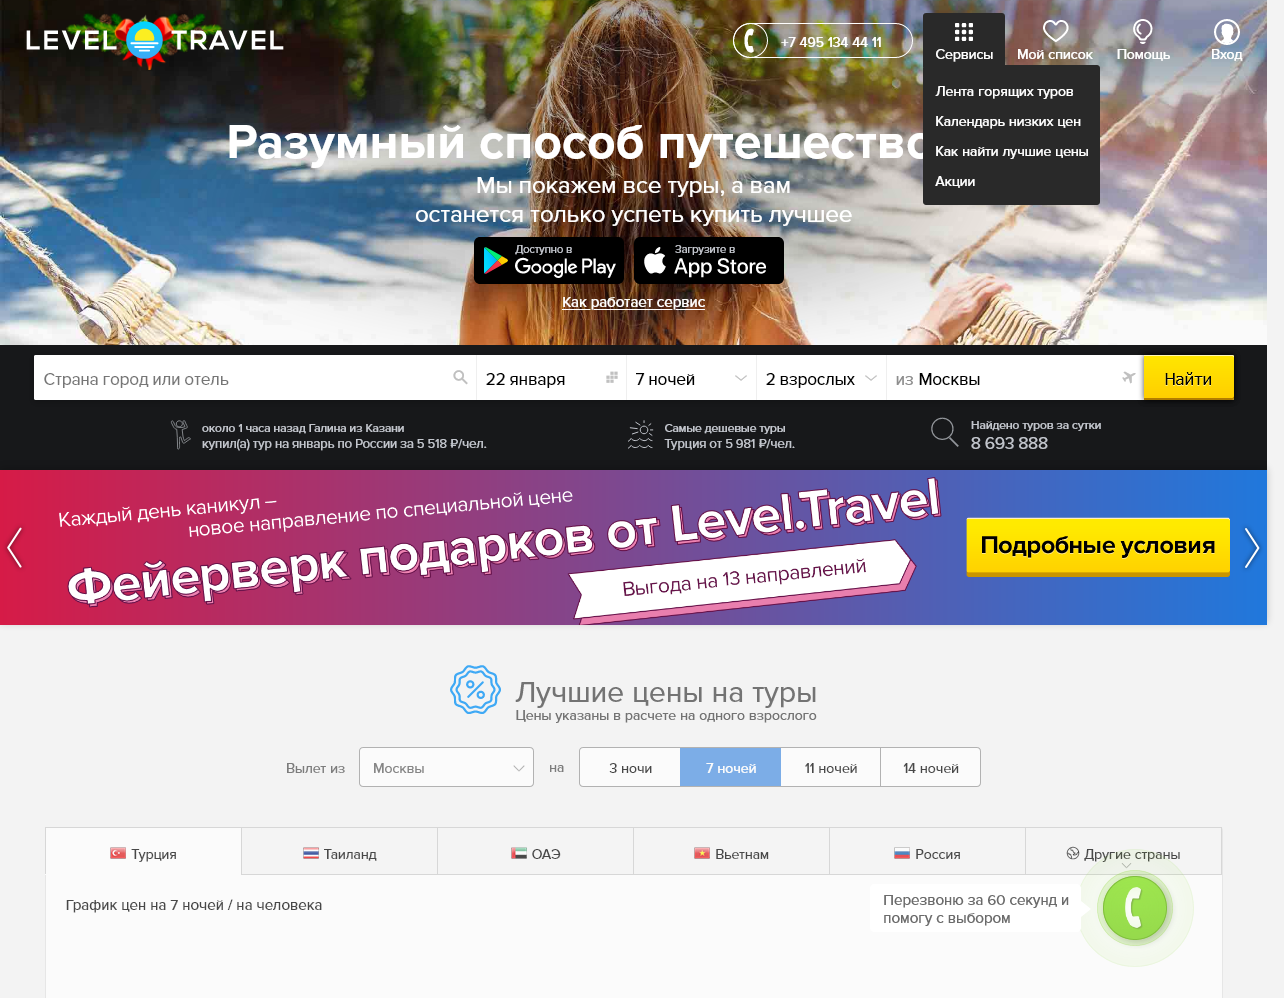 LEVEL TRAVEL
+7 495 134 44 11
Сервисы
Мой список
Помощь
Вход
Лента горящих туров
Календарь низких цен
Как найти лучшие цены
Акции
Разумный способ
Мы покажем все туры, а вам
останется только успеть купить лучшее
Доступно в
Google Play
Загрузите в
App Store
Как работает сервис
Страна город или отель
22 января
7 ночей
2 взрослых
из Москвы
Найти
около 1 часа назад Галина из Казани
купил(а) тур на январь по России за 5 518 ₽/чел.
Самые дешевые туры
Турция от 5 981 ₽/чел.
Найдено туров за сутки
8 693 888
Каждый день каникул –
новое направление по специальной цене
Фейерверк подарков от Level.Travel
Выгода на 13 направлений
Подробные условия
Лучшие цены на туры
Цены указаны в расчете на одного взрослого
Вылет из
Москвы
на
3 ночи
7 ночей
11 ночей
14 ночей
Турция
Таиланд
ОАЭ
Вьетнам
Россия
Другие страны
График цен на 7 ночей / на человека
Перезвоню за 60 секунд и
помогу с выбором